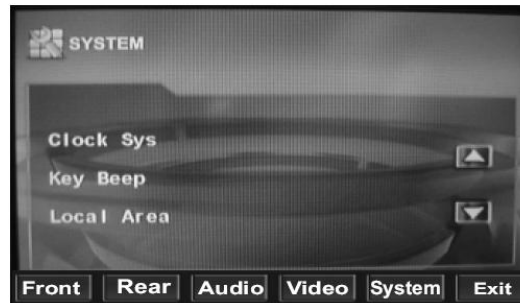 SYSTEM
Clock Sys
Key Beep
Local Area
Front Rear Audio Video System Exit